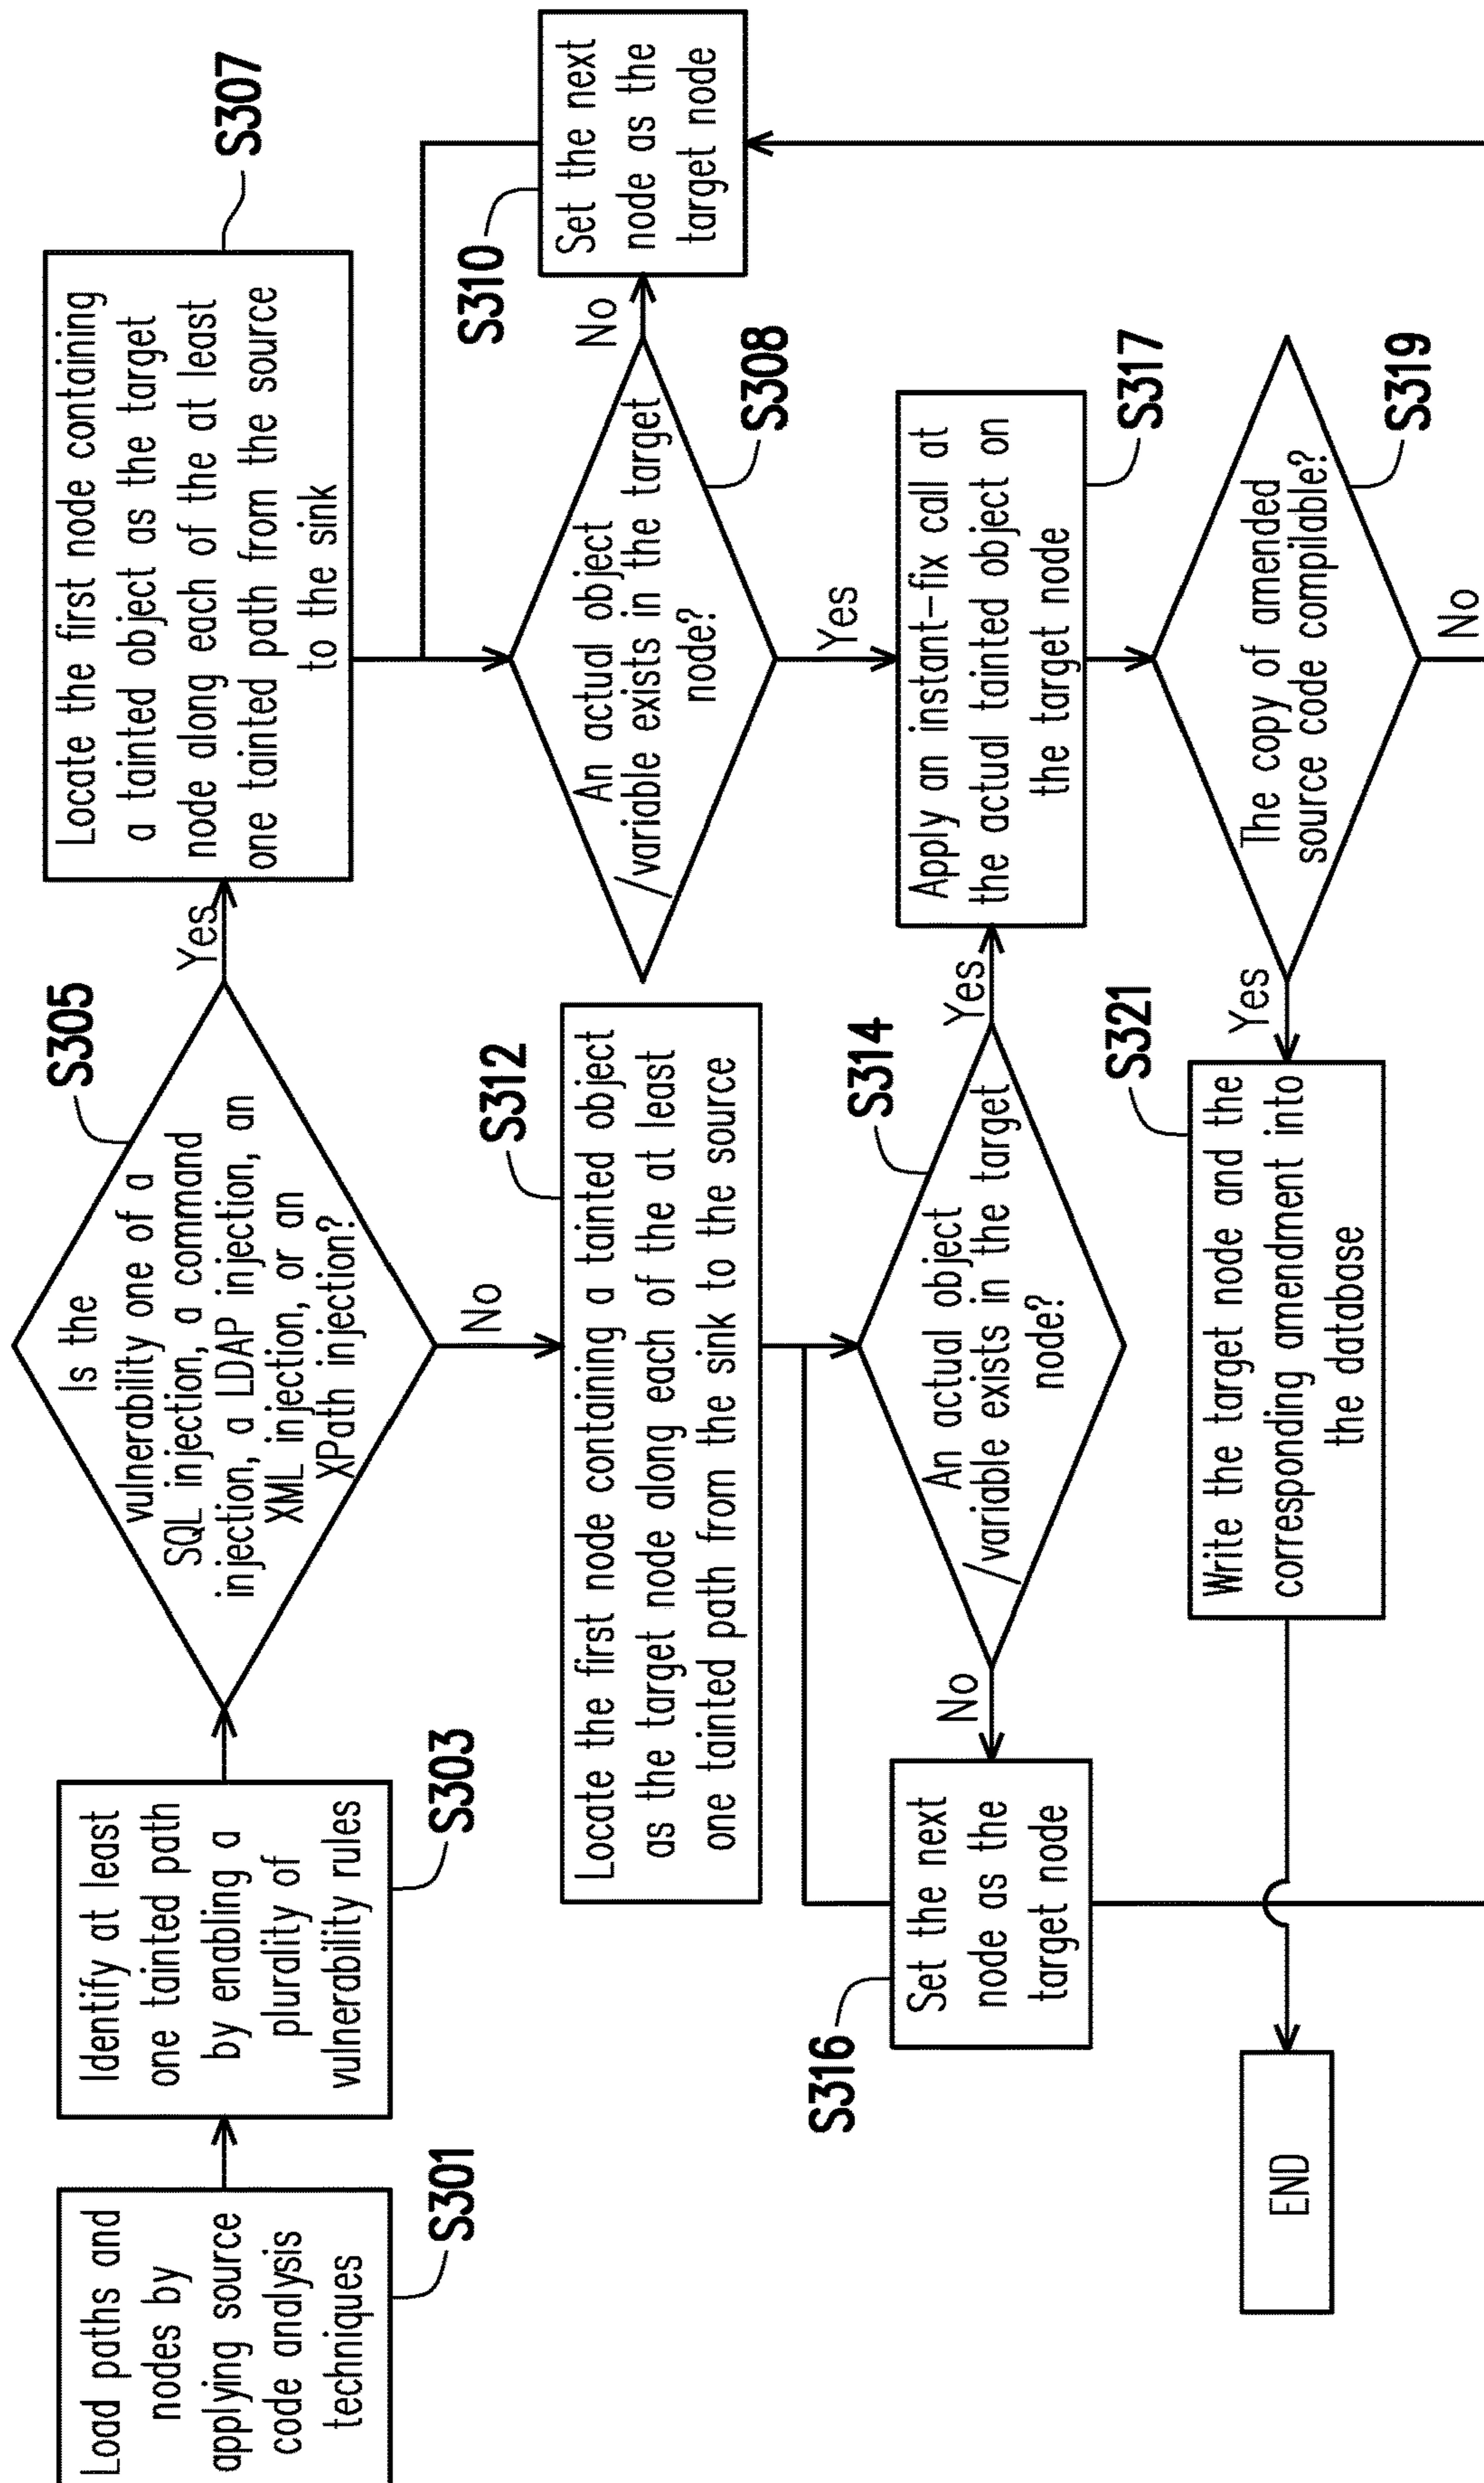 Load paths and
nodes by
applying source
code analysis
techniques
S301
Identify at least
one tainted path
by enabling a
plurality of
vulnerability rules
S303
S305
Is the
vulnerability one of a
SQL injection, a command
injection, a LDAP injection, an
XML injection, or an
XPath injection?
Yes
No
Locate the first node containing
a tainted object as the target
node along each of the at least
one tainted path from the source
to the sink
S307
S312
Locate the first node containing a tainted object
as the target node along each of the at least
one tainted path from the sink to the source
An actual object
/variable exists in the target
node?
S308
No
Yes
S310
Set the next
node as the
target node
S314
An actual object
/variable exists in the target
node?
No
Yes
S316
Set the next
node as the
target node
Apply an instant-fix call at
the actual tainted object on
the target node
S317
The copy of amended
source code compilable?
S319
Yes
No
S321
Write the target node and the
corresponding amendment into
the database
END